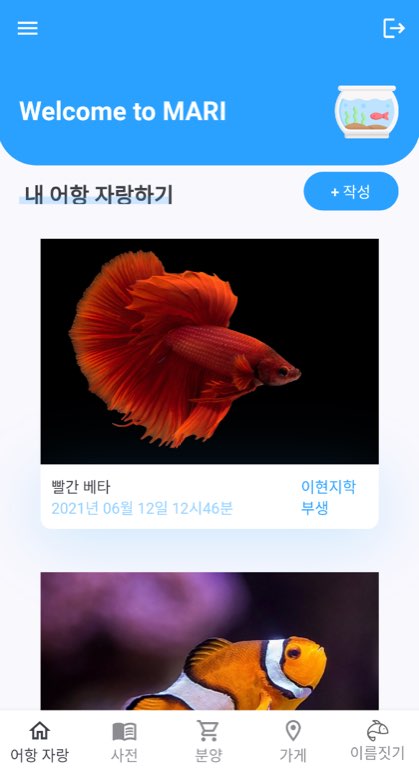 Welcome to MARI
내 어항 자랑하기
+ 작성
빨간 베타
이현지학
부생
2021년 06월 12일 12시46분
어항 자랑
사전
분양
가게
이름짓기